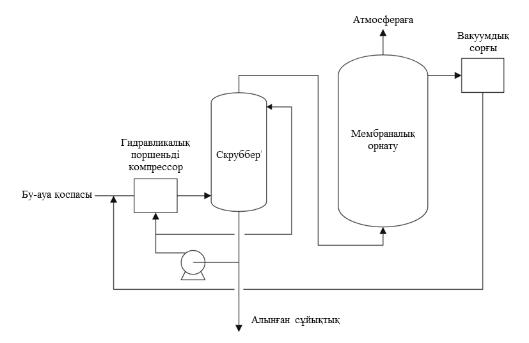 Атмосфераға
Вакуумдық
сорғы
Мембраналық
орнату
Гидравликалық
поршеньді
компрессор
Скруббер
Бу-ауа қоспасы
Алынған сұйықтық